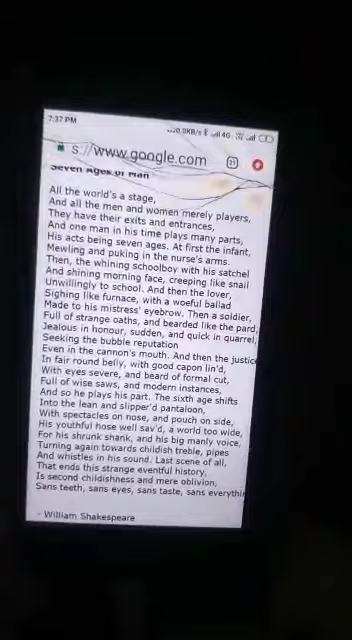 7:37 PM
...0.0KB/s 4G
s://www.google.com
21
Seven Ages of Man
All the world's a stage,
And all the men and women merely players,
They have their exits and entrances,
And one man in his time plays many parts,
His acts being seven ages. At first the infant,
Mewling and puking in the nurse's arms.
Then, the whining schoolboy with his satchel
And shining morning face, creeping like snail
Unwillingly to school. And then the lover,
Sighing like furnace, with a woeful ballad
Made to his mistress' eyebrow. Then a soldier,
Full of strange oaths, and bearded like the pard,
Jealous in honour, sudden, and quick in quarrel,
Seeking the bubble reputation
Even in the cannon's mouth. And then the justice
In fair round belly, with good capon lin'd,
With eyes severe, and beard of formal cut,
Full of wise saws, and modern instances,
And so he plays his part. The sixth age shifts
Into the lean and slipper'd pantaloon,
With spectacles on nose, and pouch on side,
His youthful hose well sav'd, a world too wide,
For his shrunk shank, and his big manly voice,
Turning again towards childish treble, pipes
And whistles in his sound. Last scene of all,
That ends this strange eventful history,
Is second childishness and mere oblivion,
Sans teeth, sans eyes, sans taste, sans everythin
- William Shakespeare